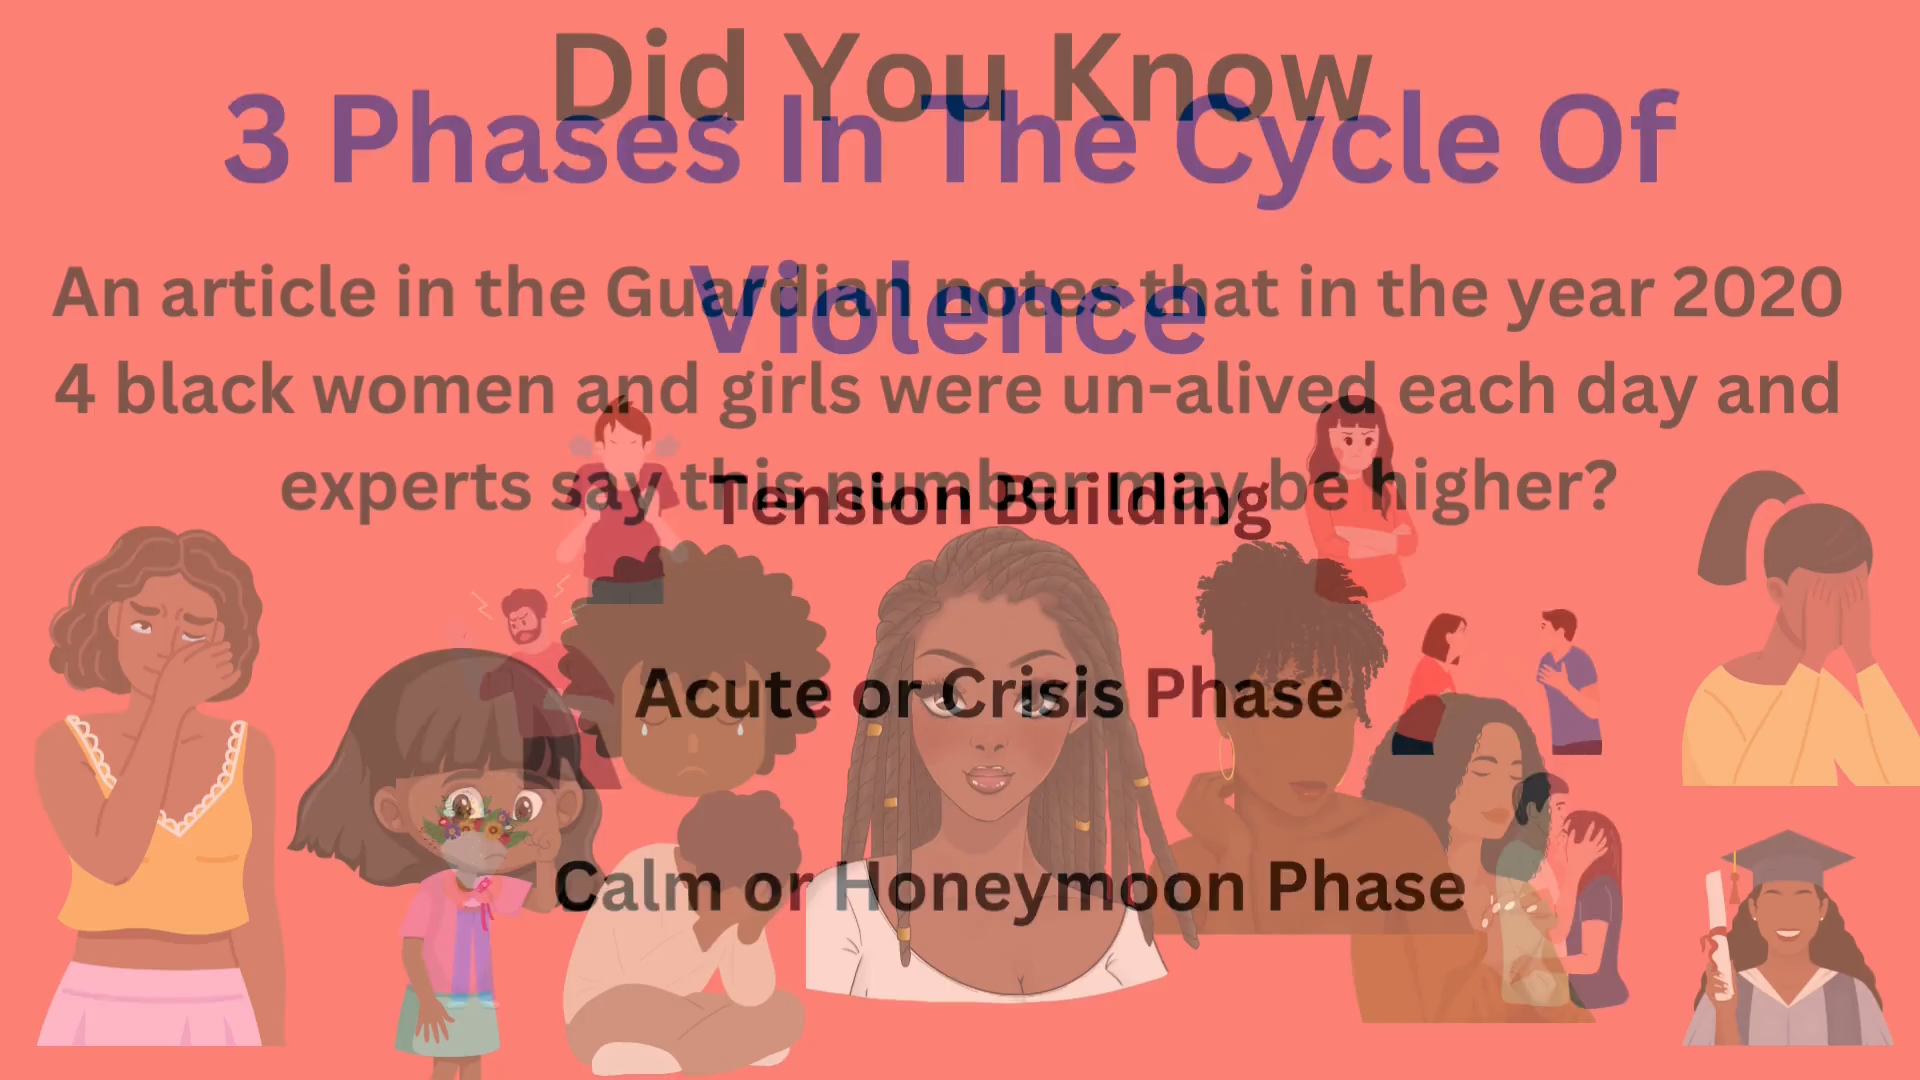 Did You Know
3 Phases In The Cycle Of
Violence
An article in the Guardian notes that in the year 2020
4 black women and girls were un-alived each day and
experts say this number may be higher?
Tension Building
Acute or Crisis Phase
Calm or Honeymoon Phase